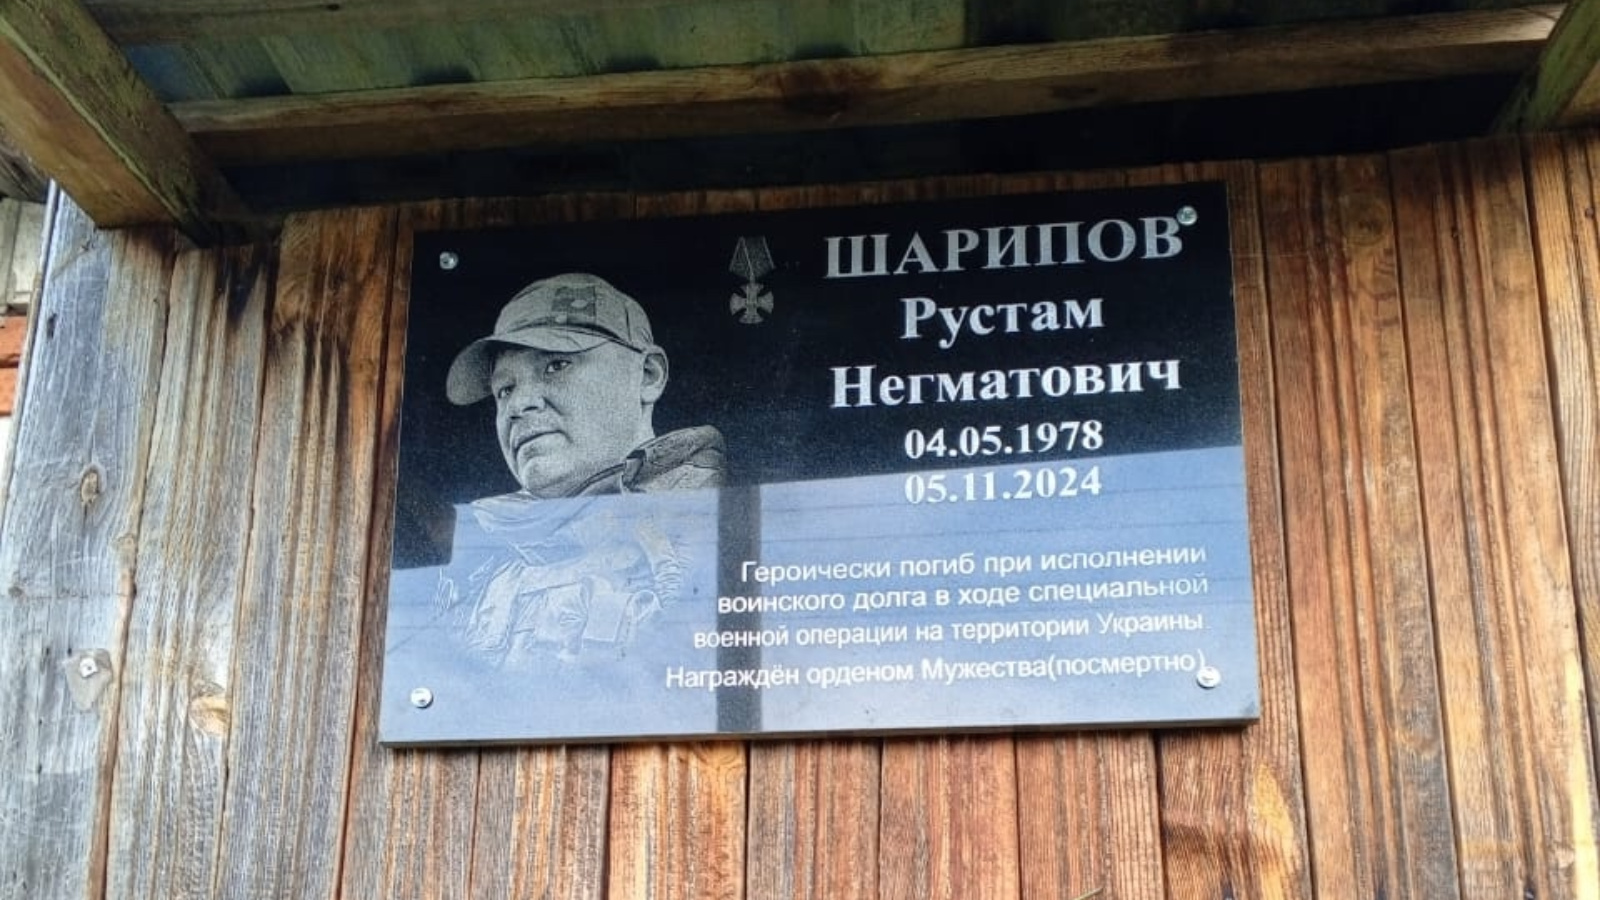 ШАРИПОВ
Рустам
Негматович
04.05.1978
05.11.2024
Героически погиб при исполнении
воинского долга в ходе специальной
военной операции на территории Украины.
Награждён орденом Мужества(посмертно)